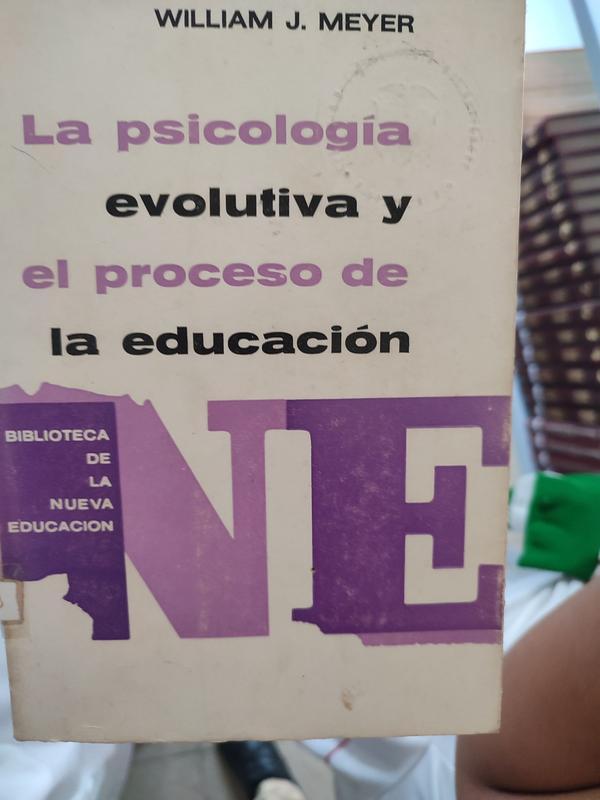 WILLIAM J. MEYER
La psicología
evolutiva y
el proceso de
la educación
BIBLIOTECA
DE
LA
NUEVA
EDUCACION
NE